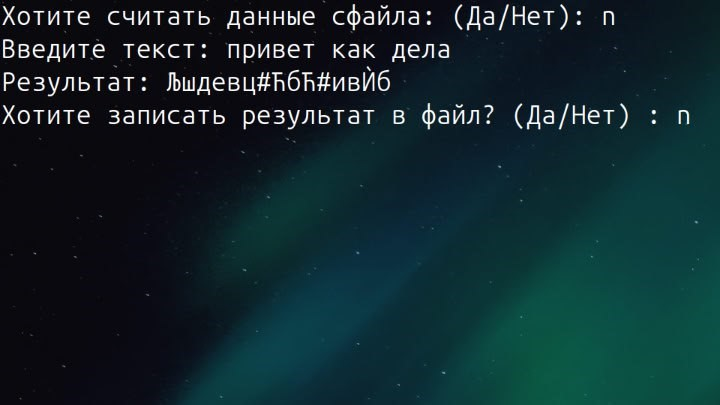 Хотите считать данные сфайла: (Да/Нет): n
Введите текст: привет как дела
Результат: Љшдевц#ЋбЋ#ивЍб
Хотите записать результат в файл? (Да/Нет) : n